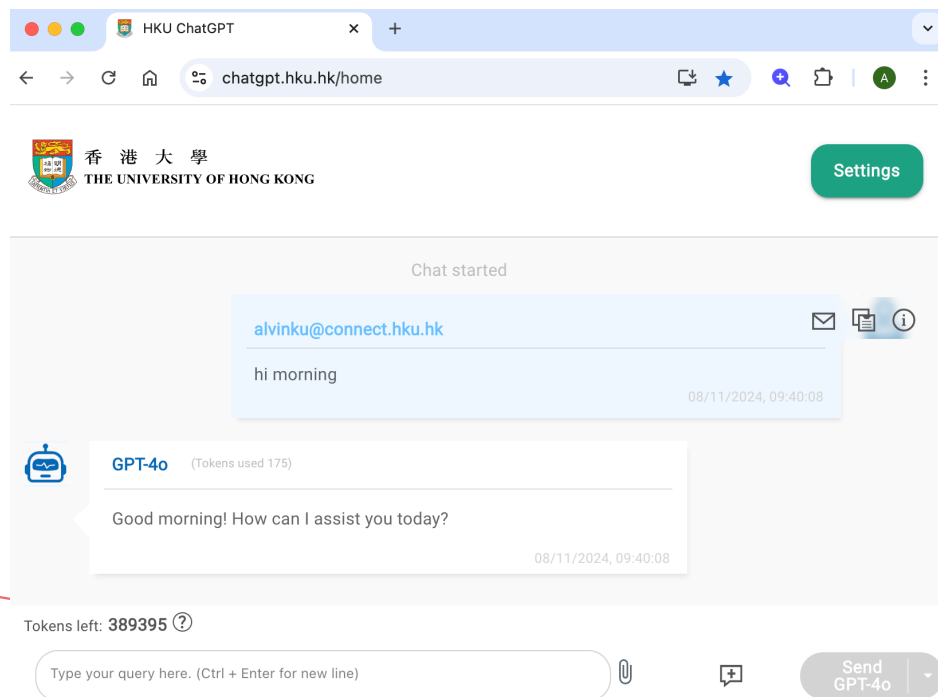 HKU ChatGPT
chatgpt.hku.hk/home
A
香港大學
THE UNIVERSITY OF HONG KONG
Settings
Chat started
alvinku@connect.hku.hk
hi morning
08/11/2024, 09:40:08
GPT-4o (Tokens used 175)
Good morning! How can I assist you today?
08/11/2024, 09:40:08
Tokens left: 389395 ?
Type your query here. (Ctrl + Enter for new line)
Send
GPT-4o